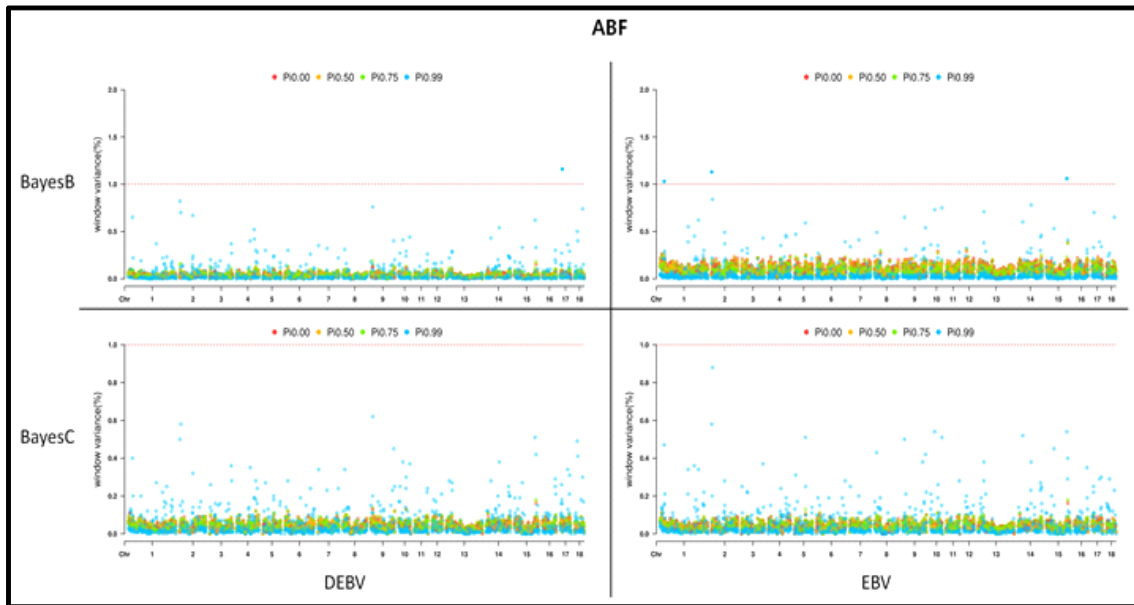 ABF
• Pi0.00 • Pi0.50 • Pi0.75 • Pi0.99
• Pi0.00 • Pi0.50 • Pi0.75 • Pi0.99
BayesB
window variance(%)
2.0
1.5
1.0
0.5
0.0
Chr 1 2 3 4 5 6 7 8 9 10 11 12 13 14 15 16 17 18
window variance(%)
2.0
1.5
1.0
0.5
0.0
Chr 1 2 3 4 5 6 7 8 9 10 11 12 13 14 15 16 17 18
• Pi0.00 • Pi0.50 • Pi0.75 • Pi0.99
• Pi0.00 • Pi0.50 • Pi0.75 • Pi0.99
BayesC
window variance(%)
1.0
0.8
0.6
0.4
0.2
0.0
Chr 1 2 3 4 5 6 7 8 9 10 11 12 13 14 15 16 17 18
window variance(%)
1.0
0.8
0.6
0.4
0.2
0.0
Chr 1 2 3 4 5 6 7 8 9 10 11 12 13 14 15 16 17 18
DEBV
EBV